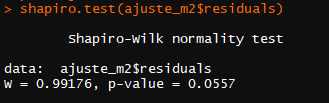 > shapiro.test(ajuste_m2$residuals)
Shapiro-Wilk normality test
data:  ajuste_m2$residuals
W = 0.99176, p-value = 0.0557